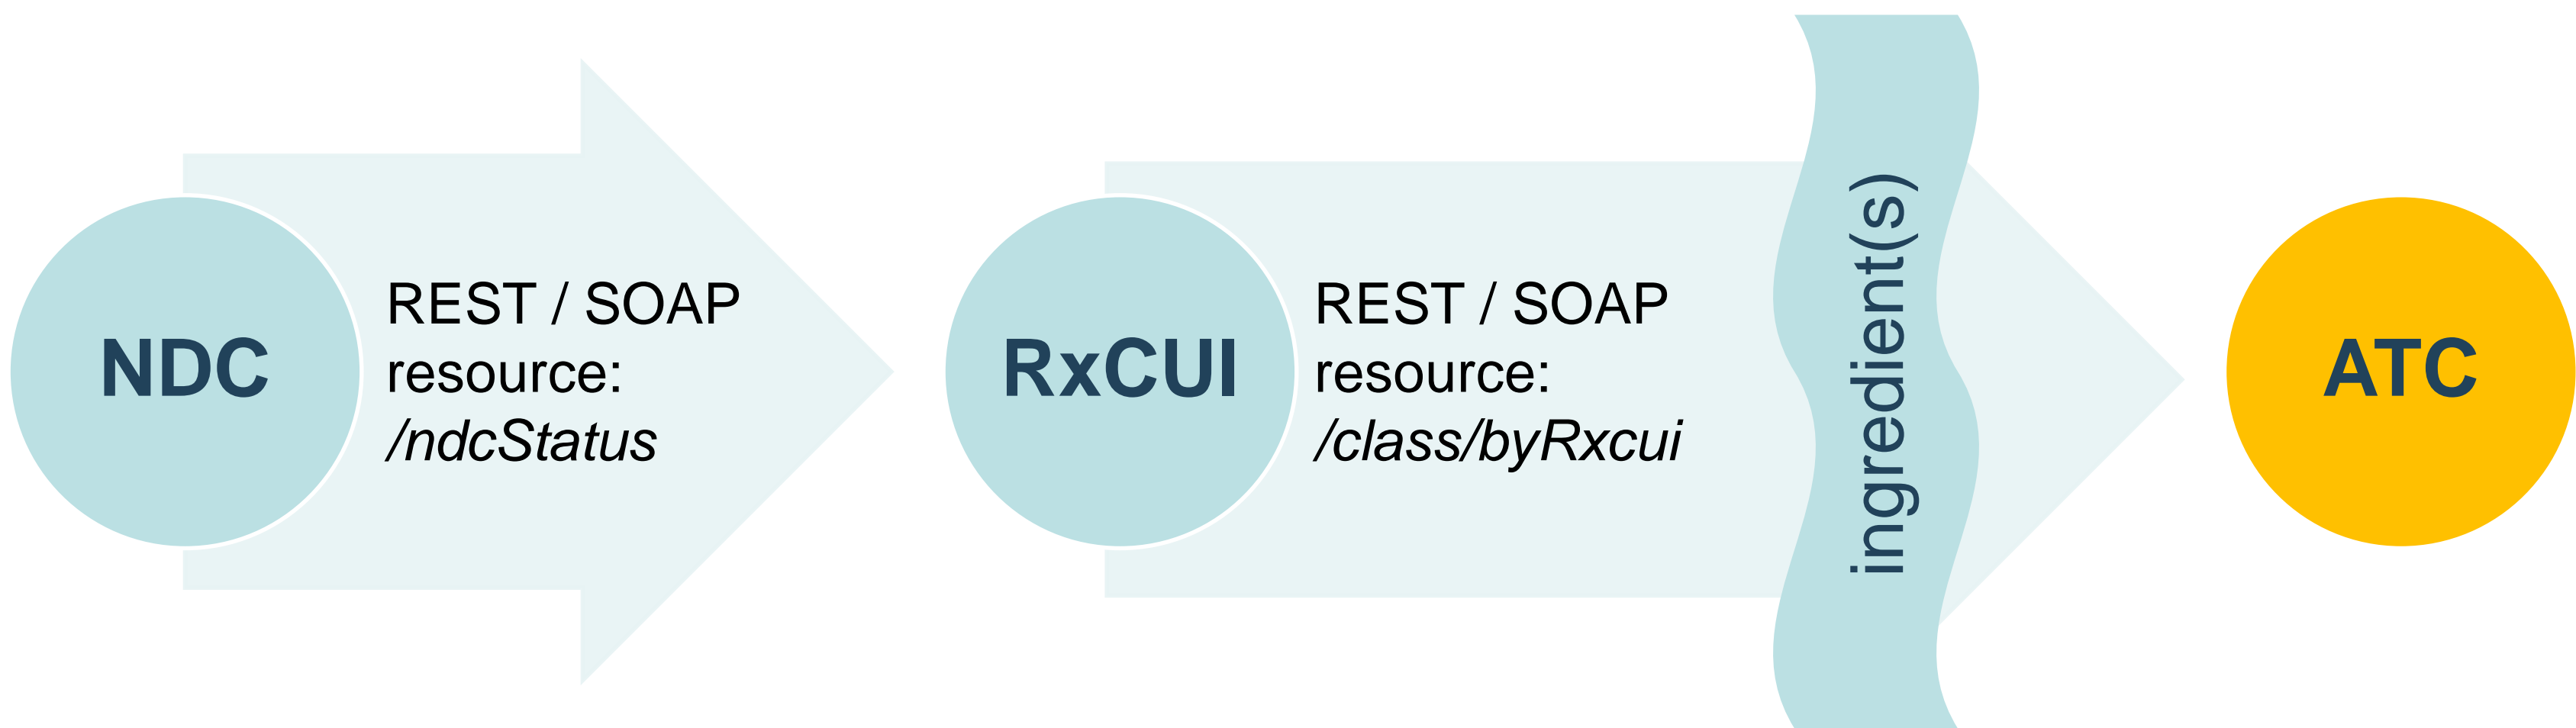 NDC
REST / SOAP
resource:
/ndcStatus
RxCUI
REST / SOAP
resource:
/class/byRxcui
ingredient(s)
ATC